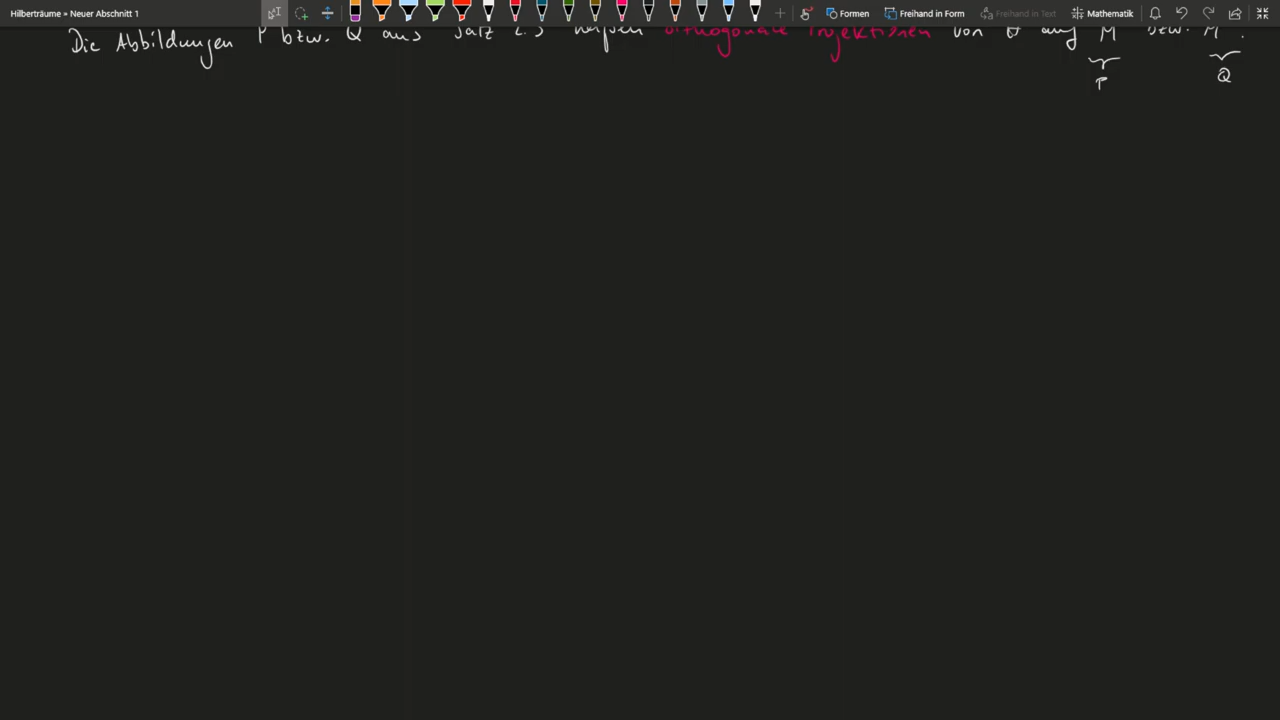 Hilberträume » Neuer Abschnitt 1
Formen
Freihand in Form
Freihand in Text
Mathematik
Die Abbildungen P bzw. Q aus Satz 2.5 heißen orthogonale Projektionen von auf M bzw. M
P
Q